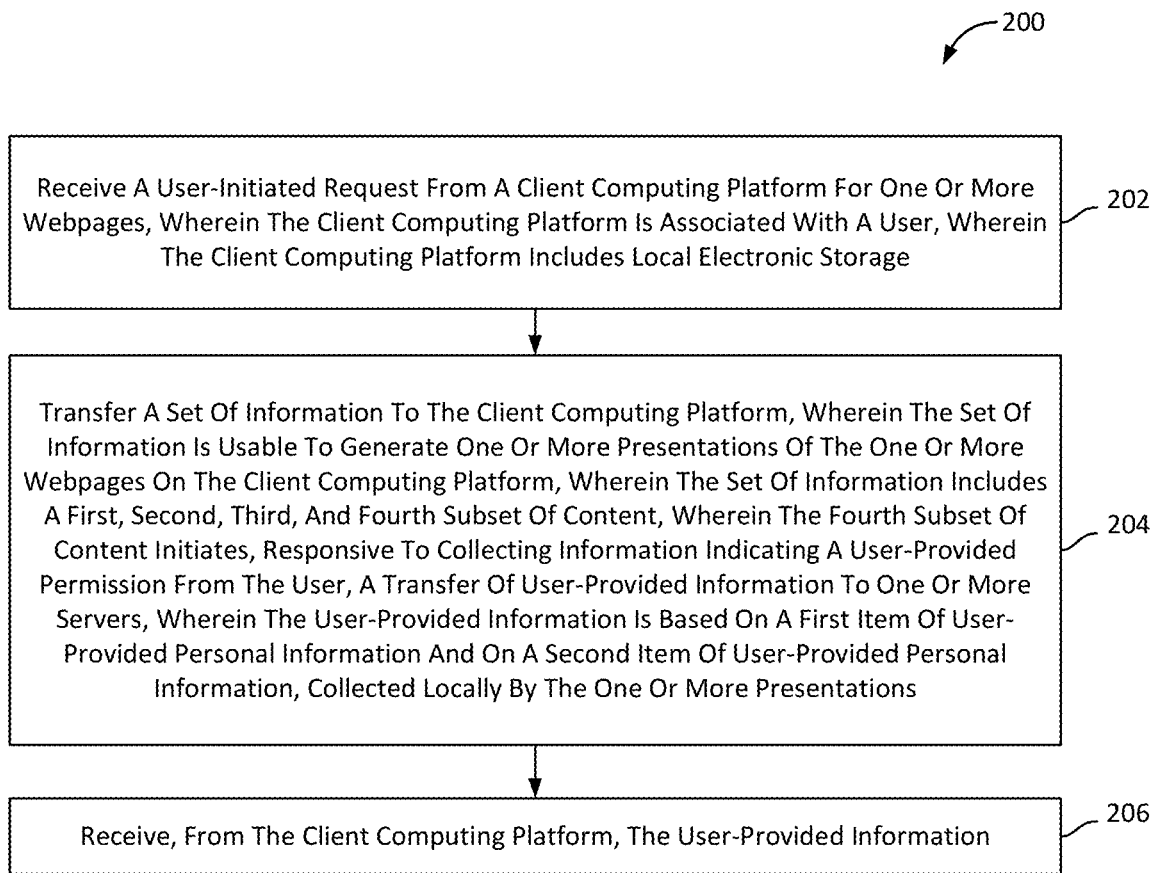 200
Receive A User-Initiated Request From A Client Computing Platform For One Or More
Webpages, Wherein The Client Computing Platform Is Associated With A User, Wherein
The Client Computing Platform Includes Local Electronic Storage
202
Transfer A Set Of Information To The Client Computing Platform, Wherein The Set Of
Information Is Usable To Generate One Or More Presentations Of The One Or More
Webpages On The Client Computing Platform, Wherein The Set Of Information Includes
A First, Second, Third, And Fourth Subset Of Content, Wherein The Fourth Subset Of
Content Initiates, Responsive To Collecting Information Indicating A User-Provided
Permission From The User, A Transfer Of User-Provided Information To One Or More
Servers, Wherein The User-Provided Information Is Based On A First Item Of User-
Provided Personal Information And On A Second Item Of User-Provided Personal
Information, Collected Locally By The One Or More Presentations
204
Receive, From The Client Computing Platform, The User-Provided Information
206